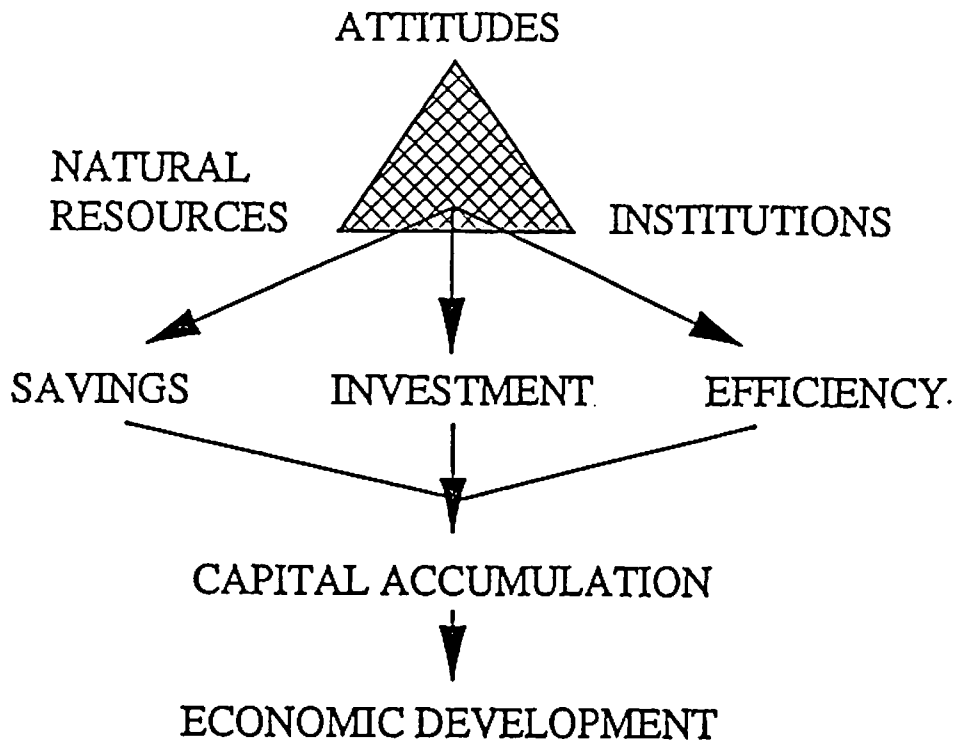 ATTITUDES
NATURAL
RESOURCES
INSTITUTIONS
SAVINGS
INVESTMENT
EFFICIENCY
CAPITAL ACCUMULATION
ECONOMIC DEVELOPMENT